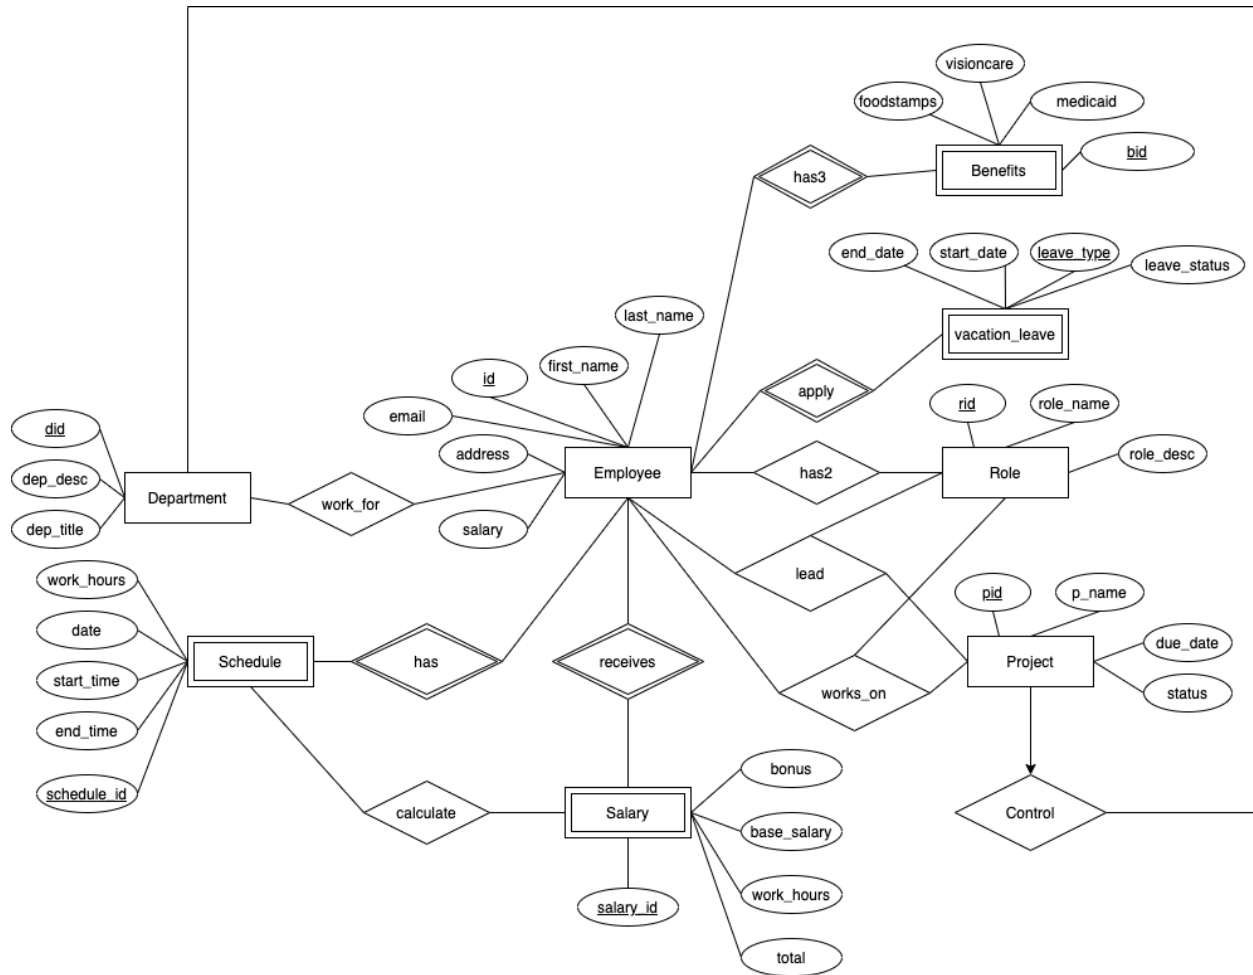 visioncare
foodstamps
medicaid
bid
Benefits
has3
end_date
start_date
leave_type
leave_status
vacation_leave
apply
last_name
first_name
id
email
address
salary
Employee
did
dep_desc
dep_title
Department
work_for
has2
rid
role_name
role_desc
Role
lead
work_hours
date
start_time
end_time
schedule_id
Schedule
has
receives
works_on
pid
p_name
due_date
status
Project
calculate
Salary
bonus
base_salary
work_hours
total
salary_id
Control